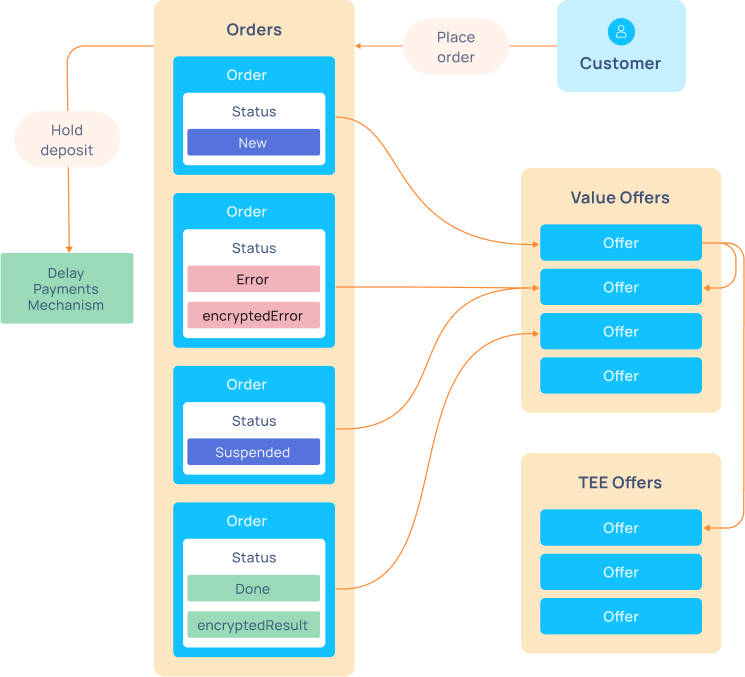 Orders
Place
order
Customer
Hold
deposit
Delay
Payments
Mechanism
Order
Status
New
Order
Status
Error
encryptedError
Order
Status
Suspended
Order
Status
Done
encryptedResult
Value Offers
Offer
Offer
Offer
Offer
TEE Offers
Offer
Offer
Offer